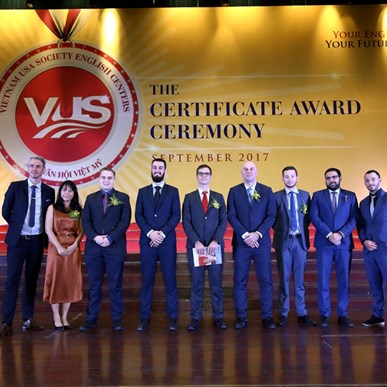 YOUR ENG
YOUR FUTU
VIETNAM USA SOCIETY ENGLISH CENTERS
VUS
VĂN HỘI VIỆT MỸ
THE
CERTIFICATE AWARD
CEREMONY
SEPTEMBER 2017